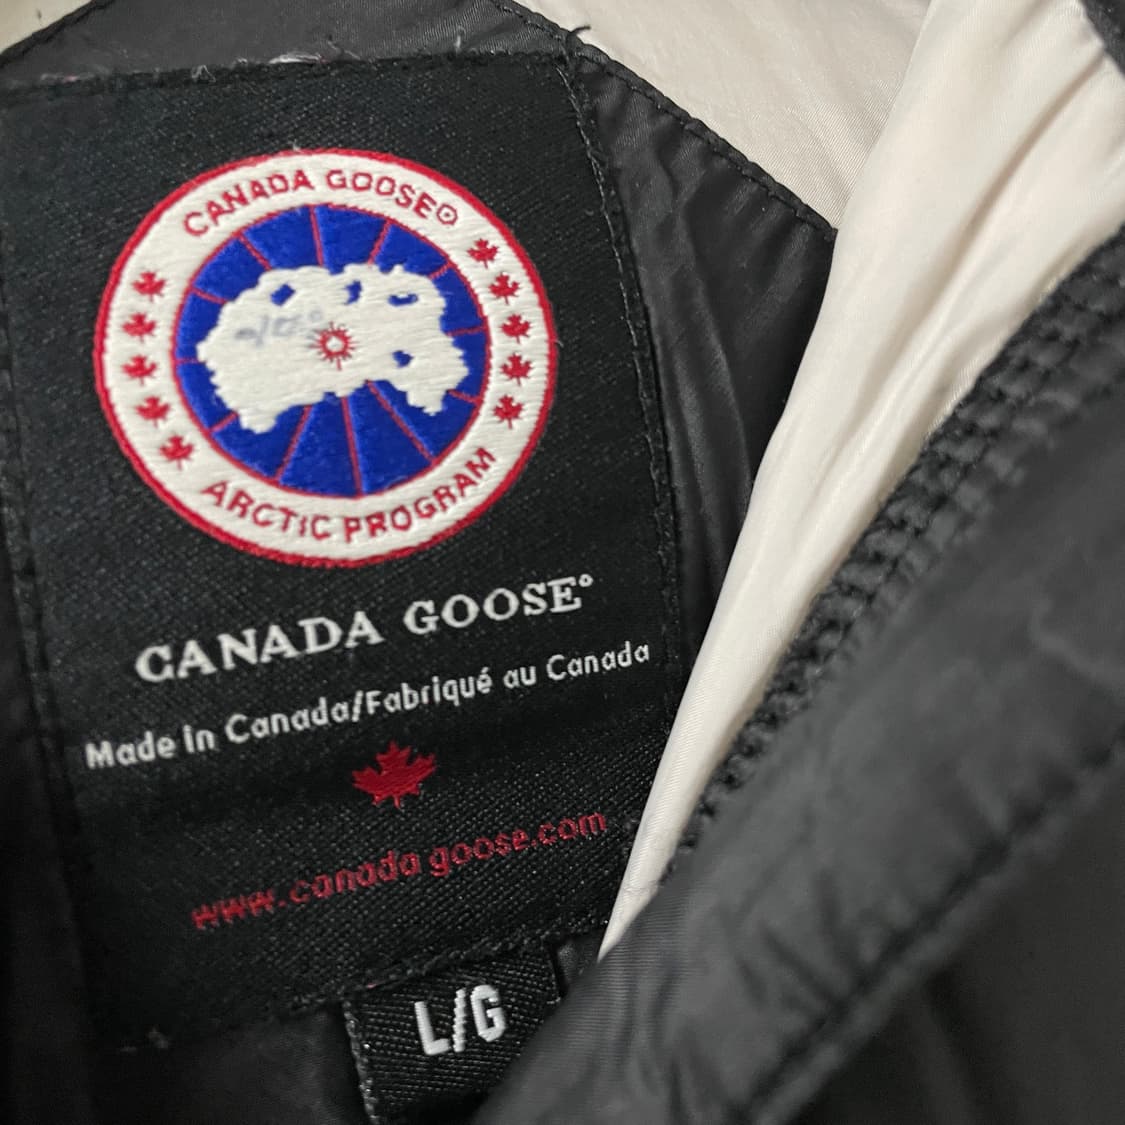 CANADA GOOSE®
ARCTIC PROGRAM
CANADA GOOSE®
Made in Canada/Fabriqué au Canada
www.canada goose.com
L/G